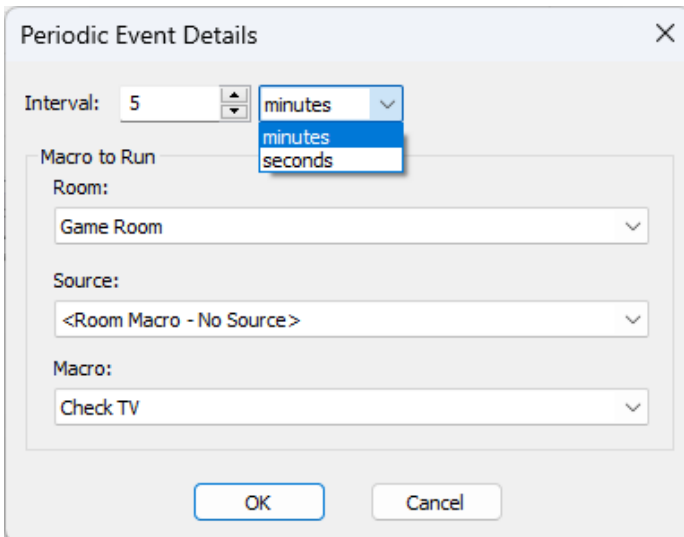 Periodic Event Details
Interval: 5 minutes
minutes
seconds
Macro to Run
Room:
Game Room
Source:
<Room Macro - No Source>
Macro:
Check TV
OK Cancel